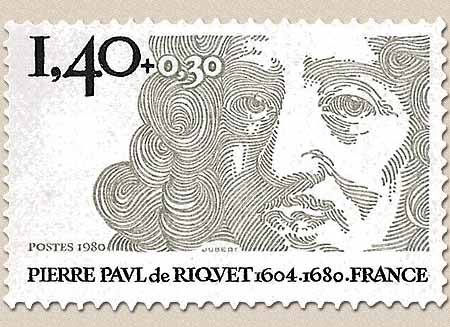 1,40+0,30
POSTES 1980
JUBERT
PIERRE PAVL de RIQVET 1604.1680.FRANCE